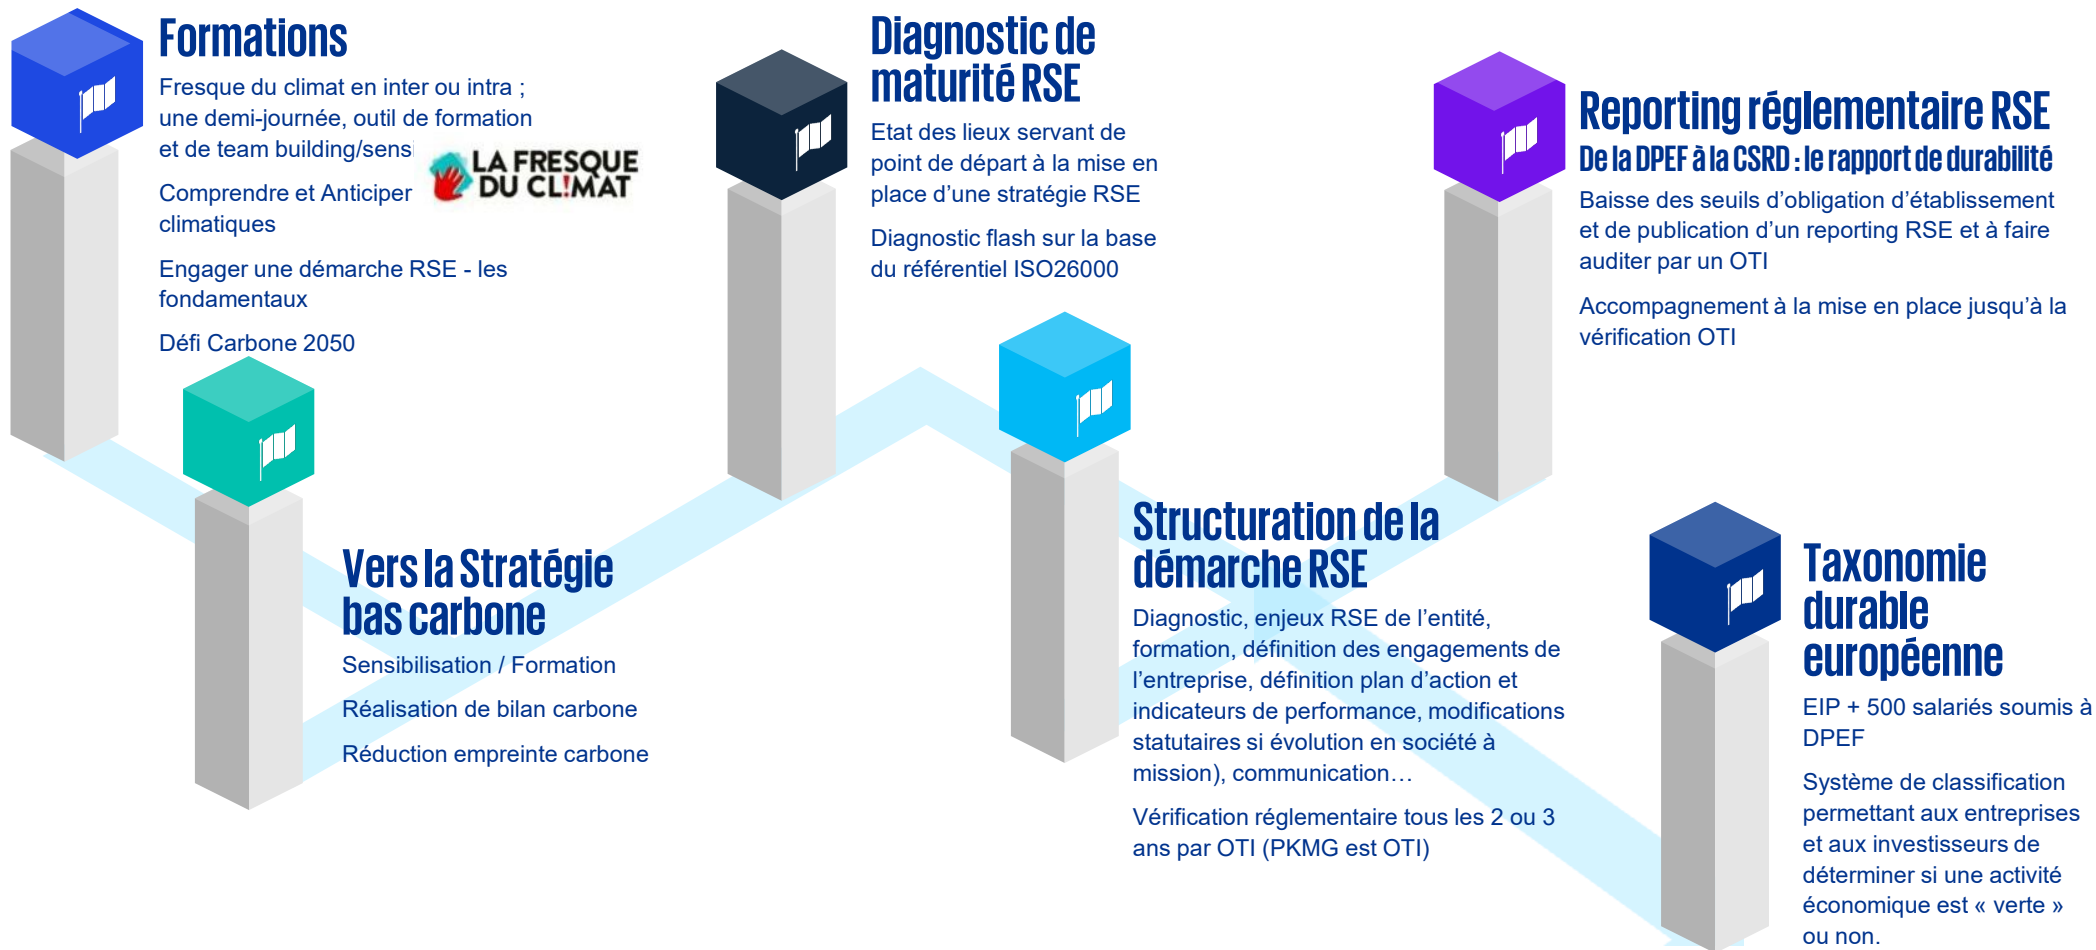 Formations
Fresque du climat en inter ou intra ;
une demi-journée, outil de formation
et de team building/sensi
LA FRESQUE
DU CL!MAT
Comprendre et Anticiper
climatiques
Engager une démarche RSE - les
fondamentaux
Défi Carbone 2050
Vers la Stratégie
bas carbone
Sensibilisation / Formation
Réalisation de bilan carbone
Réduction empreinte carbone
Diagnostic de
maturité RSE
Etat des lieux servant de
point de départ à la mise en
place d’une stratégie RSE
Diagnostic flash sur la base
du référentiel ISO26000
Structuration de la
démarche RSE
Diagnostic, enjeux RSE de l’entité,
formation, définition des engagements de
l’entreprise, définition plan d’action et
indicateurs de performance, modifications
statutaires si évolution en société à
mission), communication…
Vérification réglementaire tous les 2 ou 3
ans par OTI (PKMG est OTI)
Reporting réglementaire RSE
De la DPEF à la CSRD : le rapport de durabilité
Baisse des seuils d’obligation d’établissement
et de publication d’un reporting RSE et à faire
auditer par un OTI
Accompagnement à la mise en place jusqu’à la
vérification OTI
Taxonomie
durable
européenne
EIP + 500 salariés soumis à
DPEF
Système de classification
permettant aux entreprises
et aux investisseurs de
déterminer si une activité
économique est « verte »
ou non.